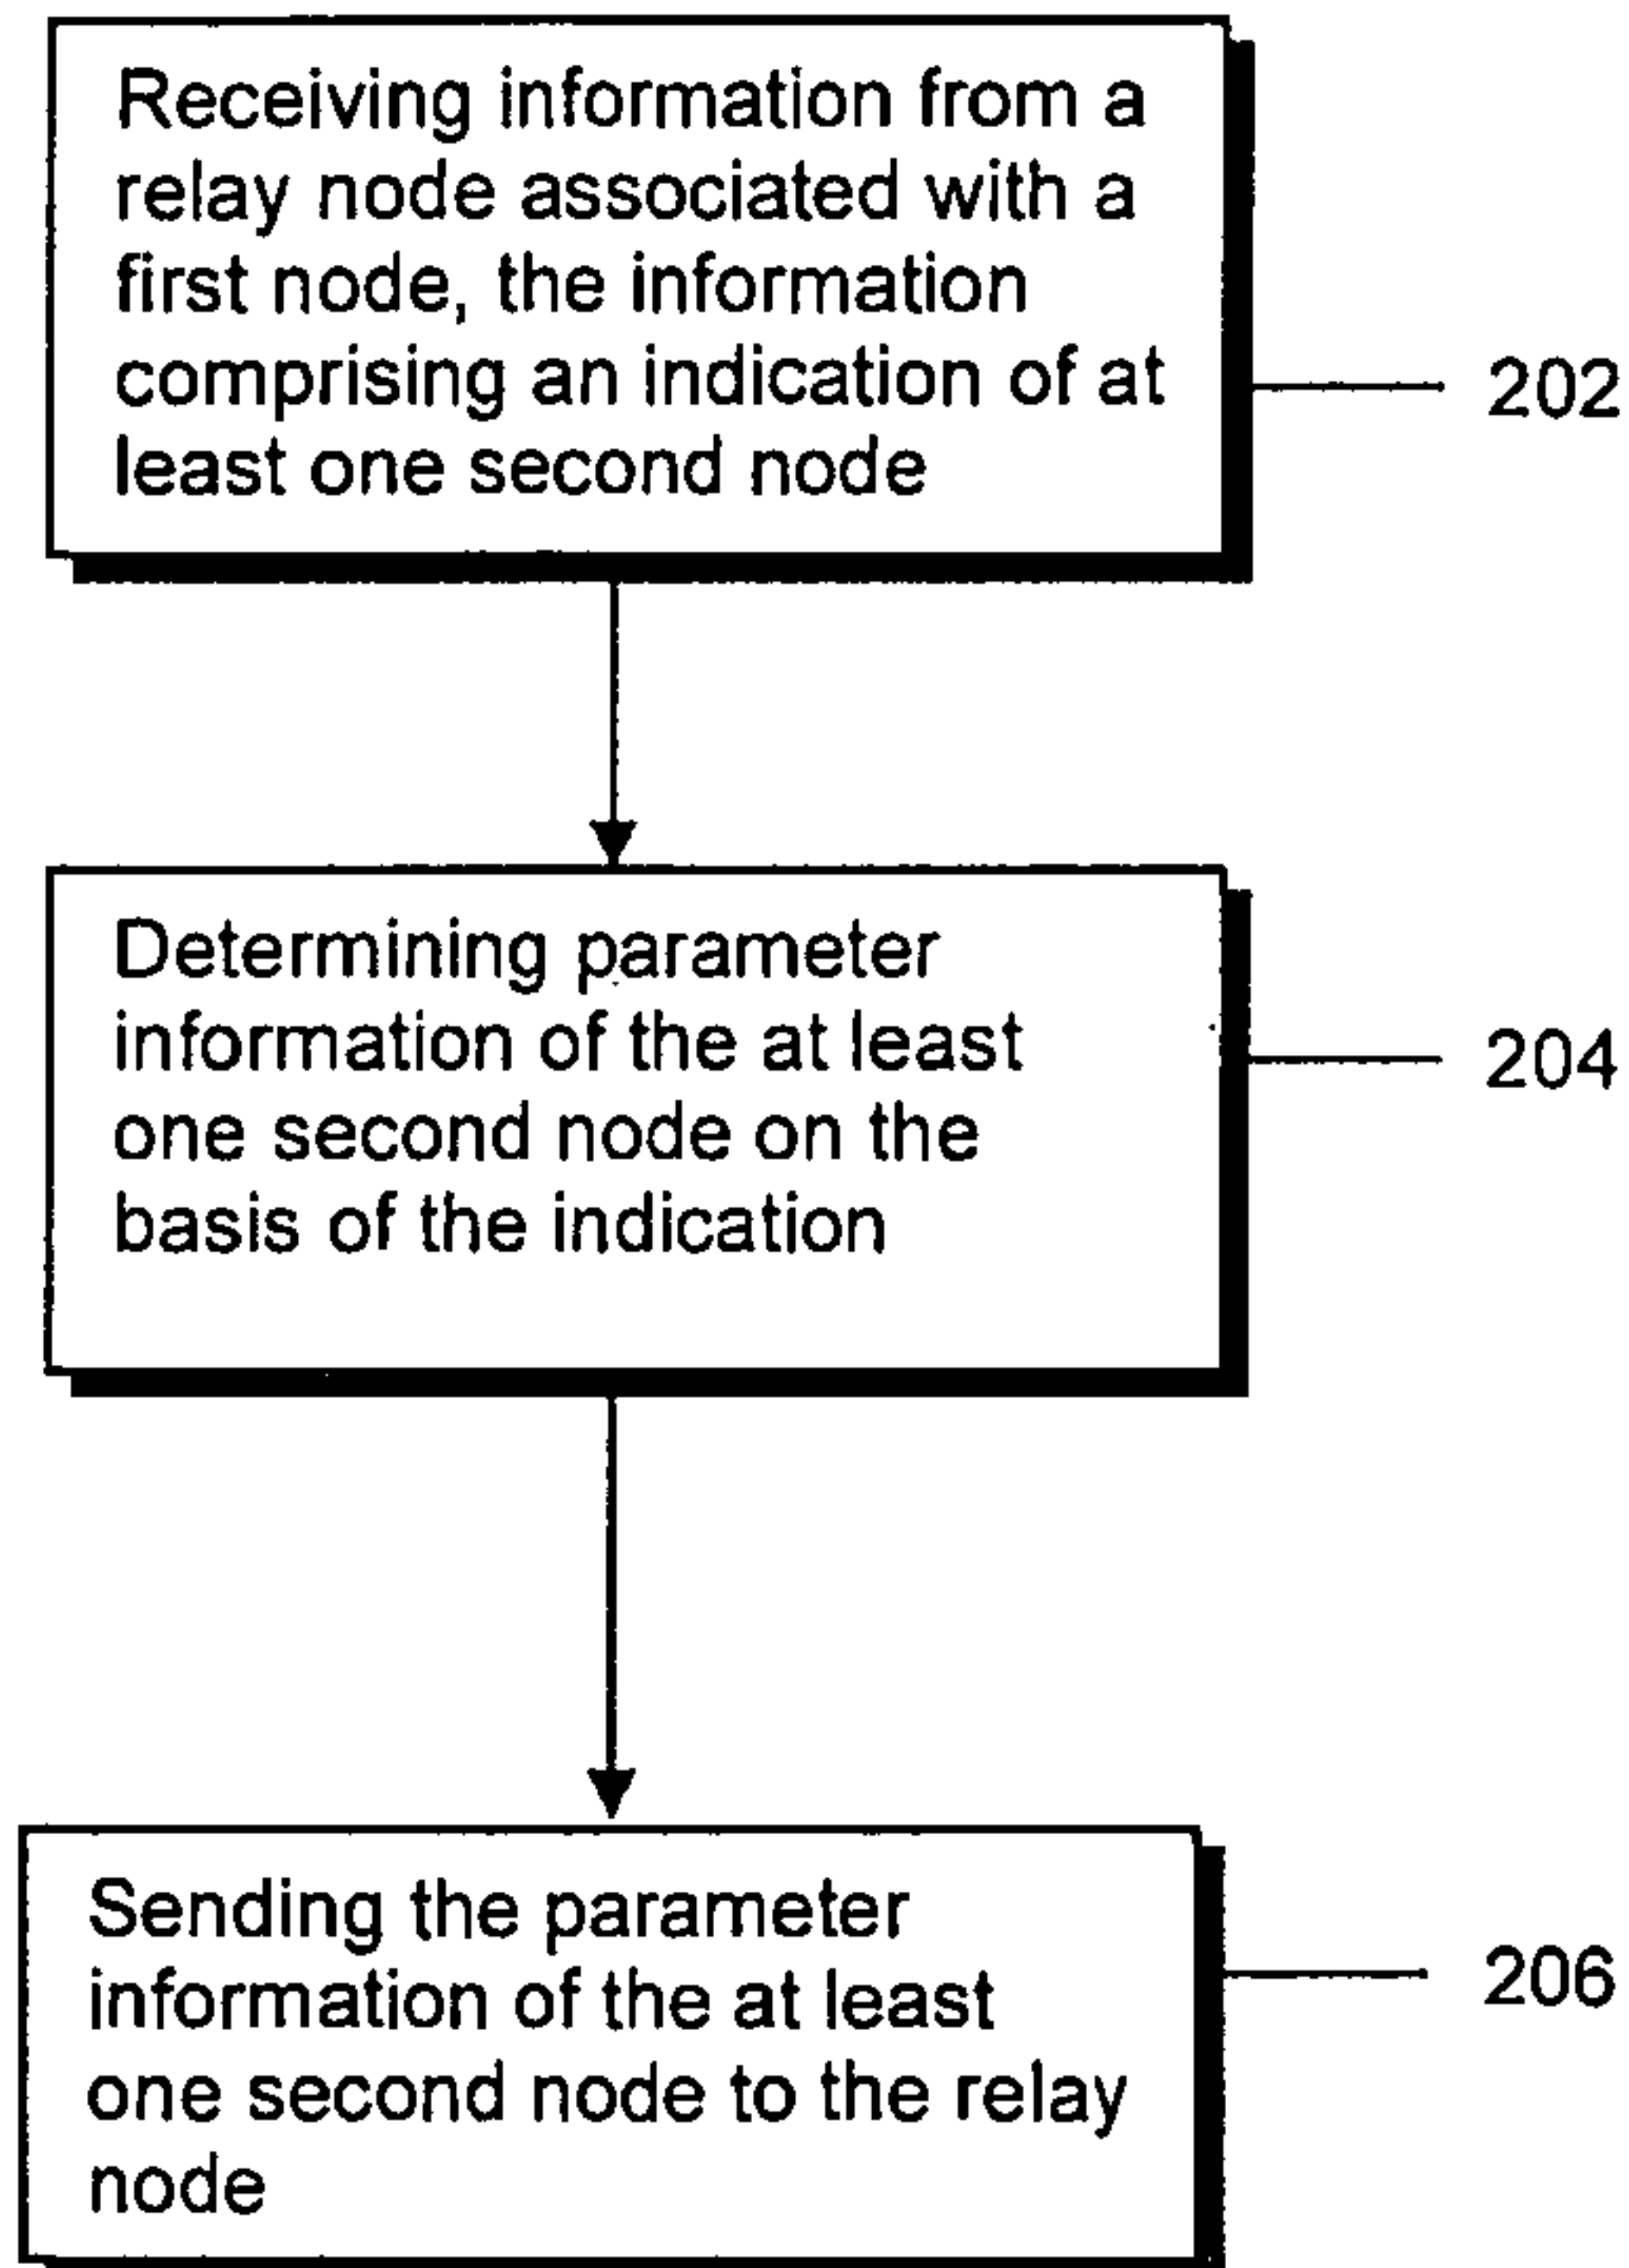 Receiving information from a
relay node associated with a
first node, the information
comprising an indication of at
least one second node
202
Determining parameter
information of the at least
one second node on the
basis of the indication
204
Sending the parameter
information of the at least
one second node to the relay
node
206